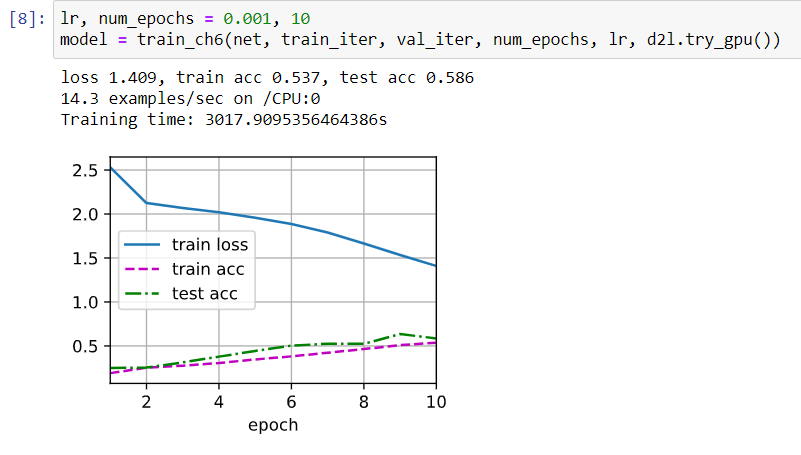 [8]: lr, num_epochs = 0.001, 10
model = train_ch6(net, train_iter, val_iter, num_epochs, lr, d2l.try_gpu())
loss 1.409, train acc 0.537, test acc 0.586
14.3 examples/sec on /CPU:0
Training time: 3017.9095356464386s
2.5
2.0
1.5
1.0
0.5
train loss
train acc
test acc
2 4 6 8 10
epoch